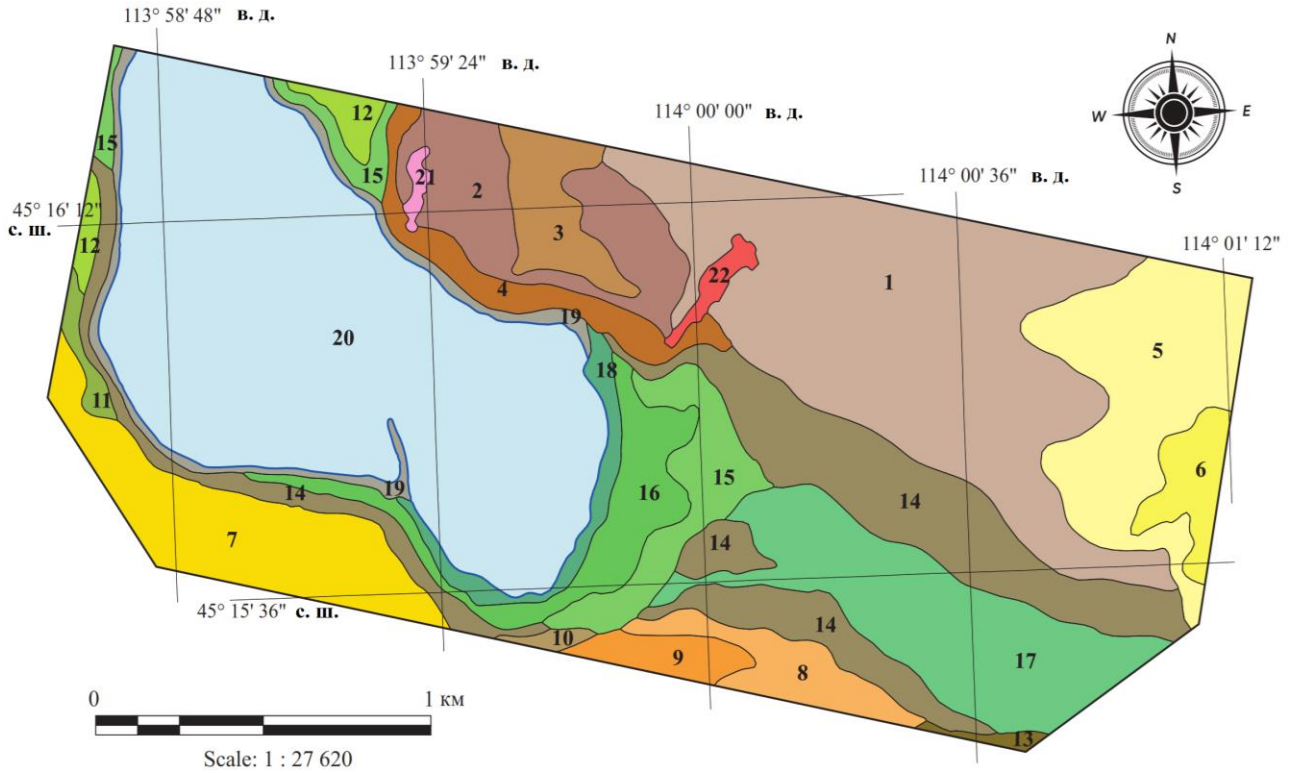 113° 58' 48" в. д.
113° 59' 24" в. д.
114° 00' 00" в. д.
114° 00' 36" в. д.
114° 01' 12"
N
W E
S
45° 16' 12"
с. ш.
12
15
15
21
2
3
12
4
22
1
19
20
5
18
11
6
16
15
14
19
14
14
7
45° 15' 36" с. ш.
10
14
9
8
17
13
0 1 км
Scale: 1 : 27 620